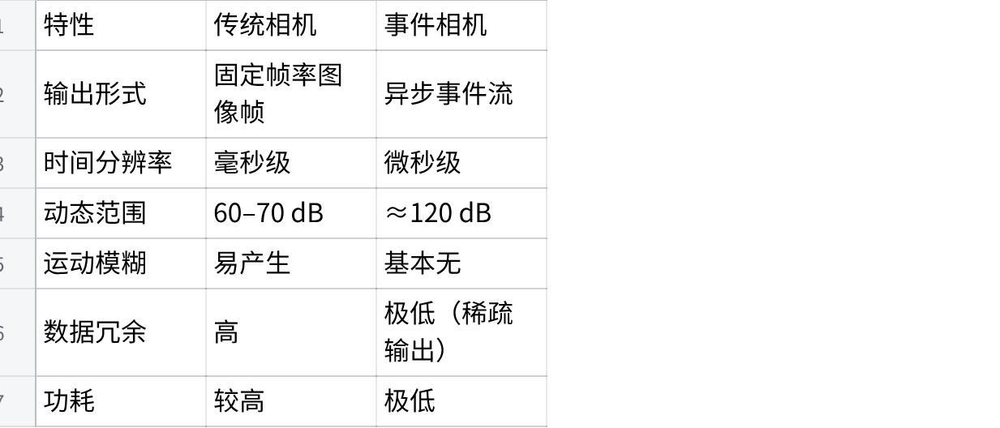 1 特性 传统相机 事件相机
2 输出形式 固定帧率图 异步事件流
像帧
3 时间分辨率 毫秒级 微秒级
4 动态范围 60–70 dB ≈120 dB
5 运动模糊 易产生 基本无
6 数据冗余 高 极低（稀疏
输出）
7 功耗 较高 极低